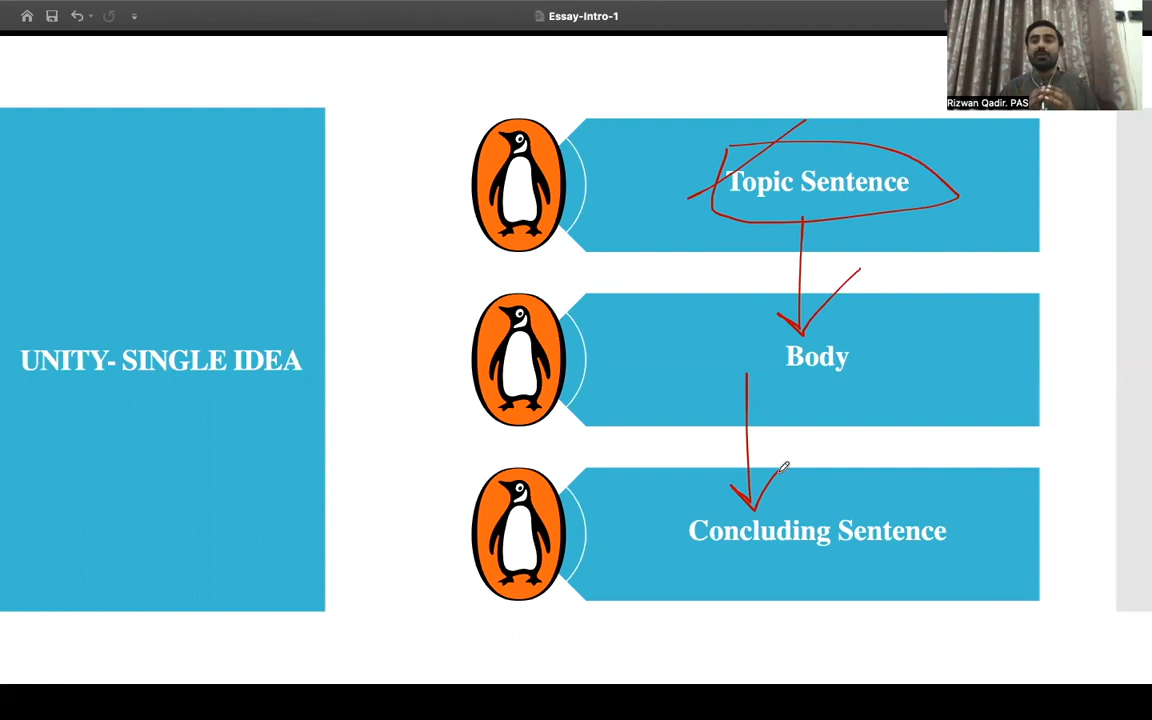 Essay-Intro-1
Rizwan Qadir. PAS
Topic Sentence
UNITY- SINGLE IDEA
Body
Concluding Sentence